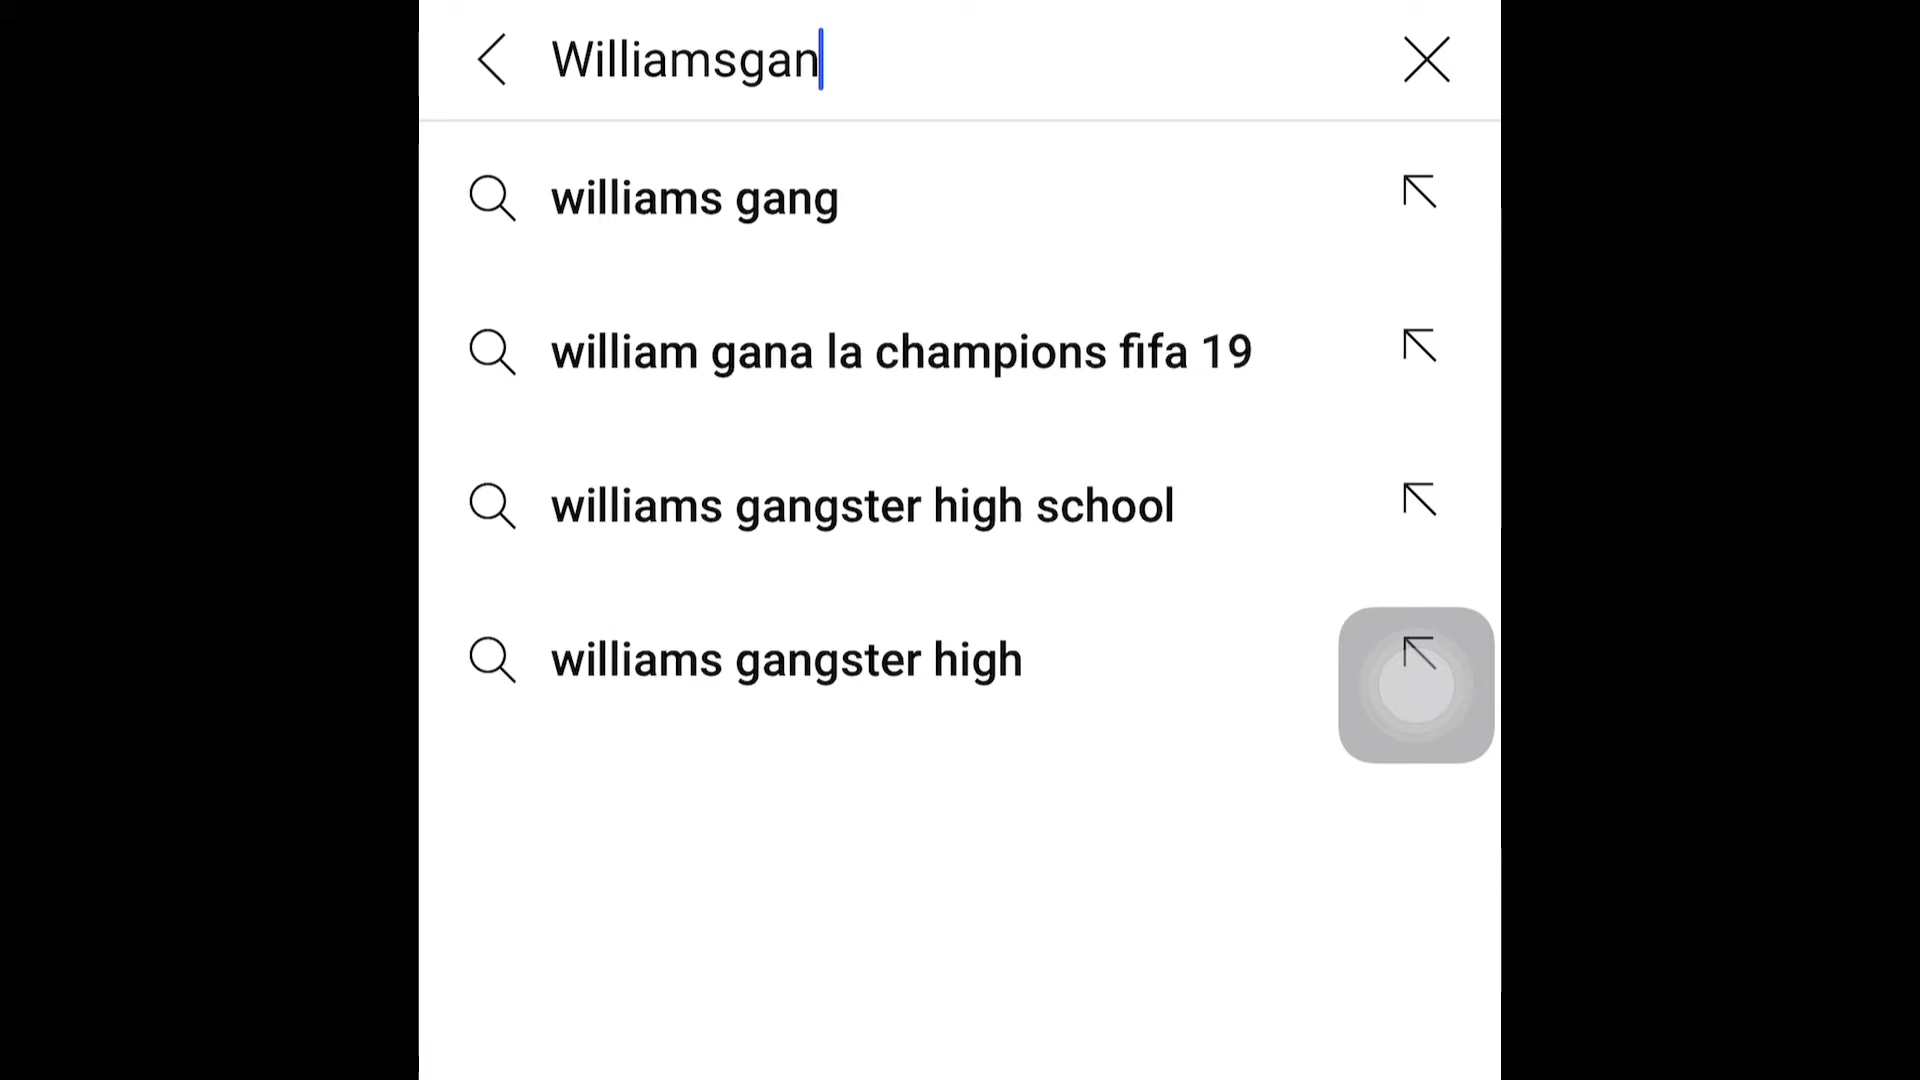 Williamsgan
williams gang
william gana la champions fifa 19
williams gangster high school
williams gangster high